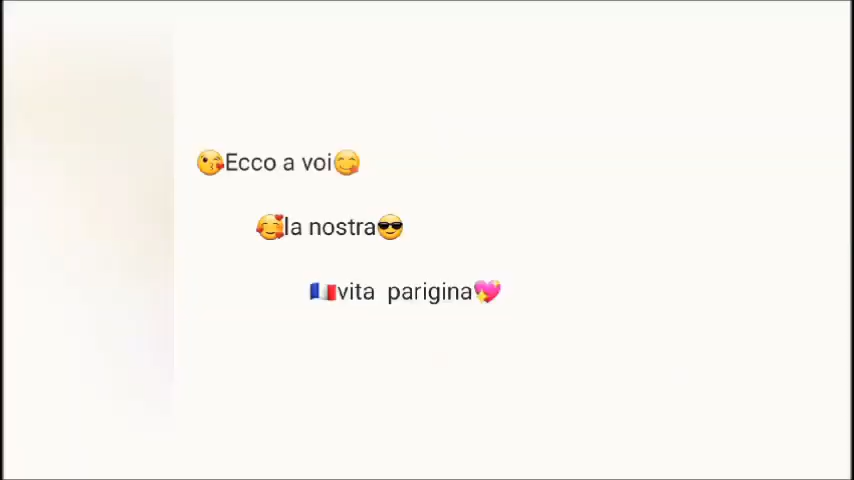 😘Ecco a voi😋
🥰la nostra😎
🇫🇷vita  parigina💖